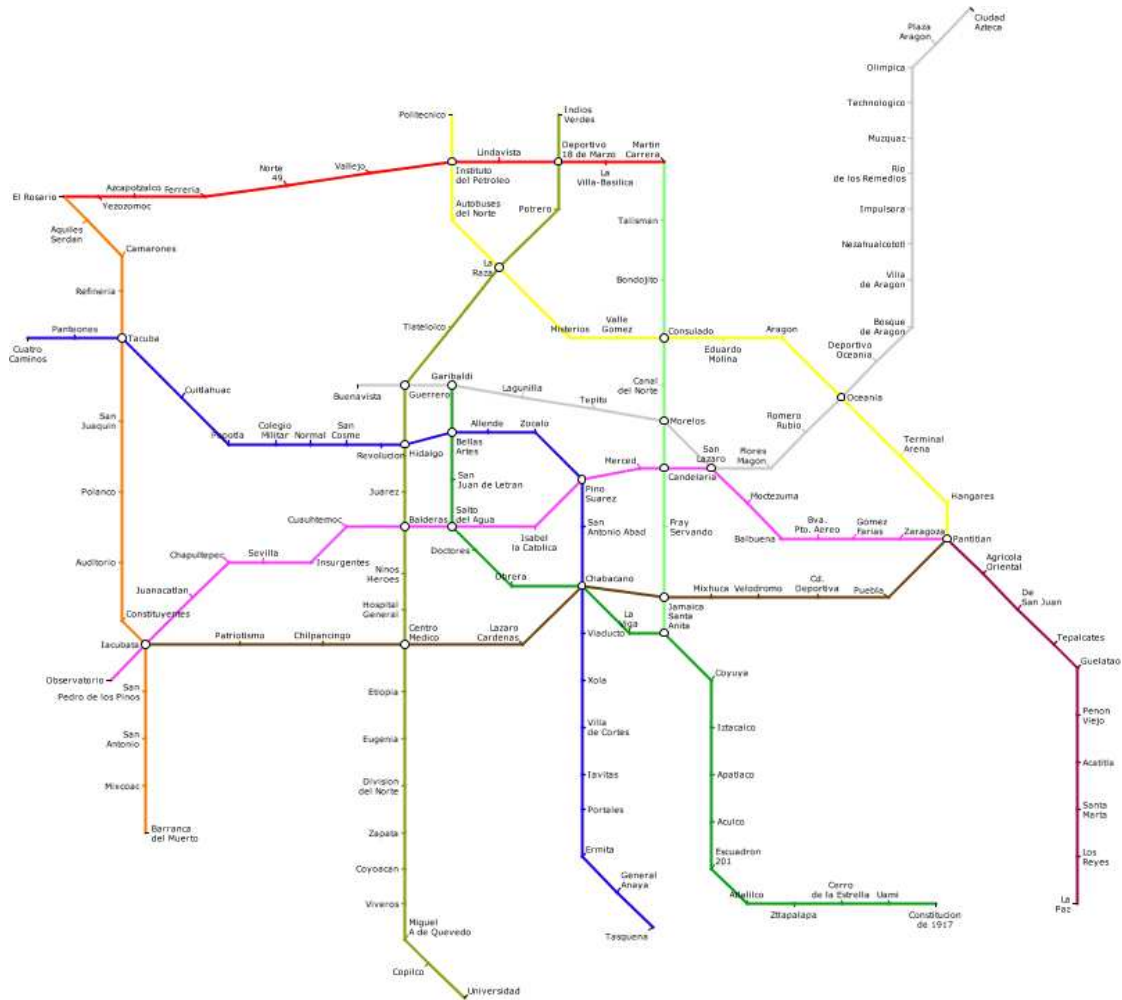 Ciudad
Azteca
Plaza
Aragon
Olimpica
Technologico
Muzquaz
Rio
de los Remedios
Impulsora
Nezahualcototl
Villa
de Aragon
Bosque
de Aragon
Deportivo
Oceania
Oceania
Romero
Rubio
Flores
Magon
San
Lazaro
Morelos
Tepito
Lagunilla
Garibaldi
Guerrero
Buenavista
Politecnico
Instituto
del Petroleo
Autobuses
del Norte
La
Raza
Misterios
Valle
Gomez
Consulado
Eduardo
Molina
Aragon
Terminal
Arena
Hangares
Pantitlan
Indios
Verdes
Deportivo
18 de Marzo
Potrero
Tlatelolco
Hidalgo
Juarez
Balderas
Ninos
Heroes
Hospital
General
Centro
Medico
Etiopia
Eugenia
Division
del Norte
Zapata
Coyoacan
Viveros
Miguel
A de Quevedo
Copilco
Universidad
El Rosario
Yezozomoc
Azcapotzalco
Ferreria
Norte
49
Vallejo
Lindavista
La
Villa-Basilica
Martin
Carrera
Talisman
Bondojito
Canal
del Norte
Candelaria
Fray
Servando
Jamaica
Santa
Anita
Aquiles
Serdan
Camarones
Refineria
Tacuba
San
Juaquin
Polanco
Auditorio
Constituyentes
Iacubata
San
Pedro de los Pinos
San
Antonio
Mixcoac
Barranca
del Muerto
Cuatro
Caminos
Panteones
Cuitlahuac
Popotla
Colegio
Militar
Normal
San
Cosme
Revolucion
Bellas
Artes
Allende
Zocalo
Pino
Suarez
San
Antonio Abad
Chabacano
Viaducto
Xola
Villa
de Cortes
Iavitas
Portales
Ermita
General
Anaya
Tasquena
Observatorio
Juanacatlan
Chapultepec
Sevilla
Insurgentes
Cuauhtemoc
Salto
del Agua
Isabel
la Catolica
Merced
Moctezuma
Balbuena
Bva.
Pto. Aereo
Gomez
Farias
Zaragoza
San
Juan de Letran
Doctores
Obrera
La
Viga
Coyuya
Iztacalco
Apatlaco
Aculco
Escuadron
201
Atlalilco
Ztlapalapa
Cerro
de la Estrella
Uami
Constitucion
de 1917
Patriotismo
Chilpancingo
Lazaro
Cardenas
Mixhuca
Velodromo
Cd.
Deportiva
Puebla
Agricola
Oriental
De
San Juan
Tepalcates
Guelatao
Penon
Viejo
Acatitla
Santa
Marta
Los
Reyes
La
Paz